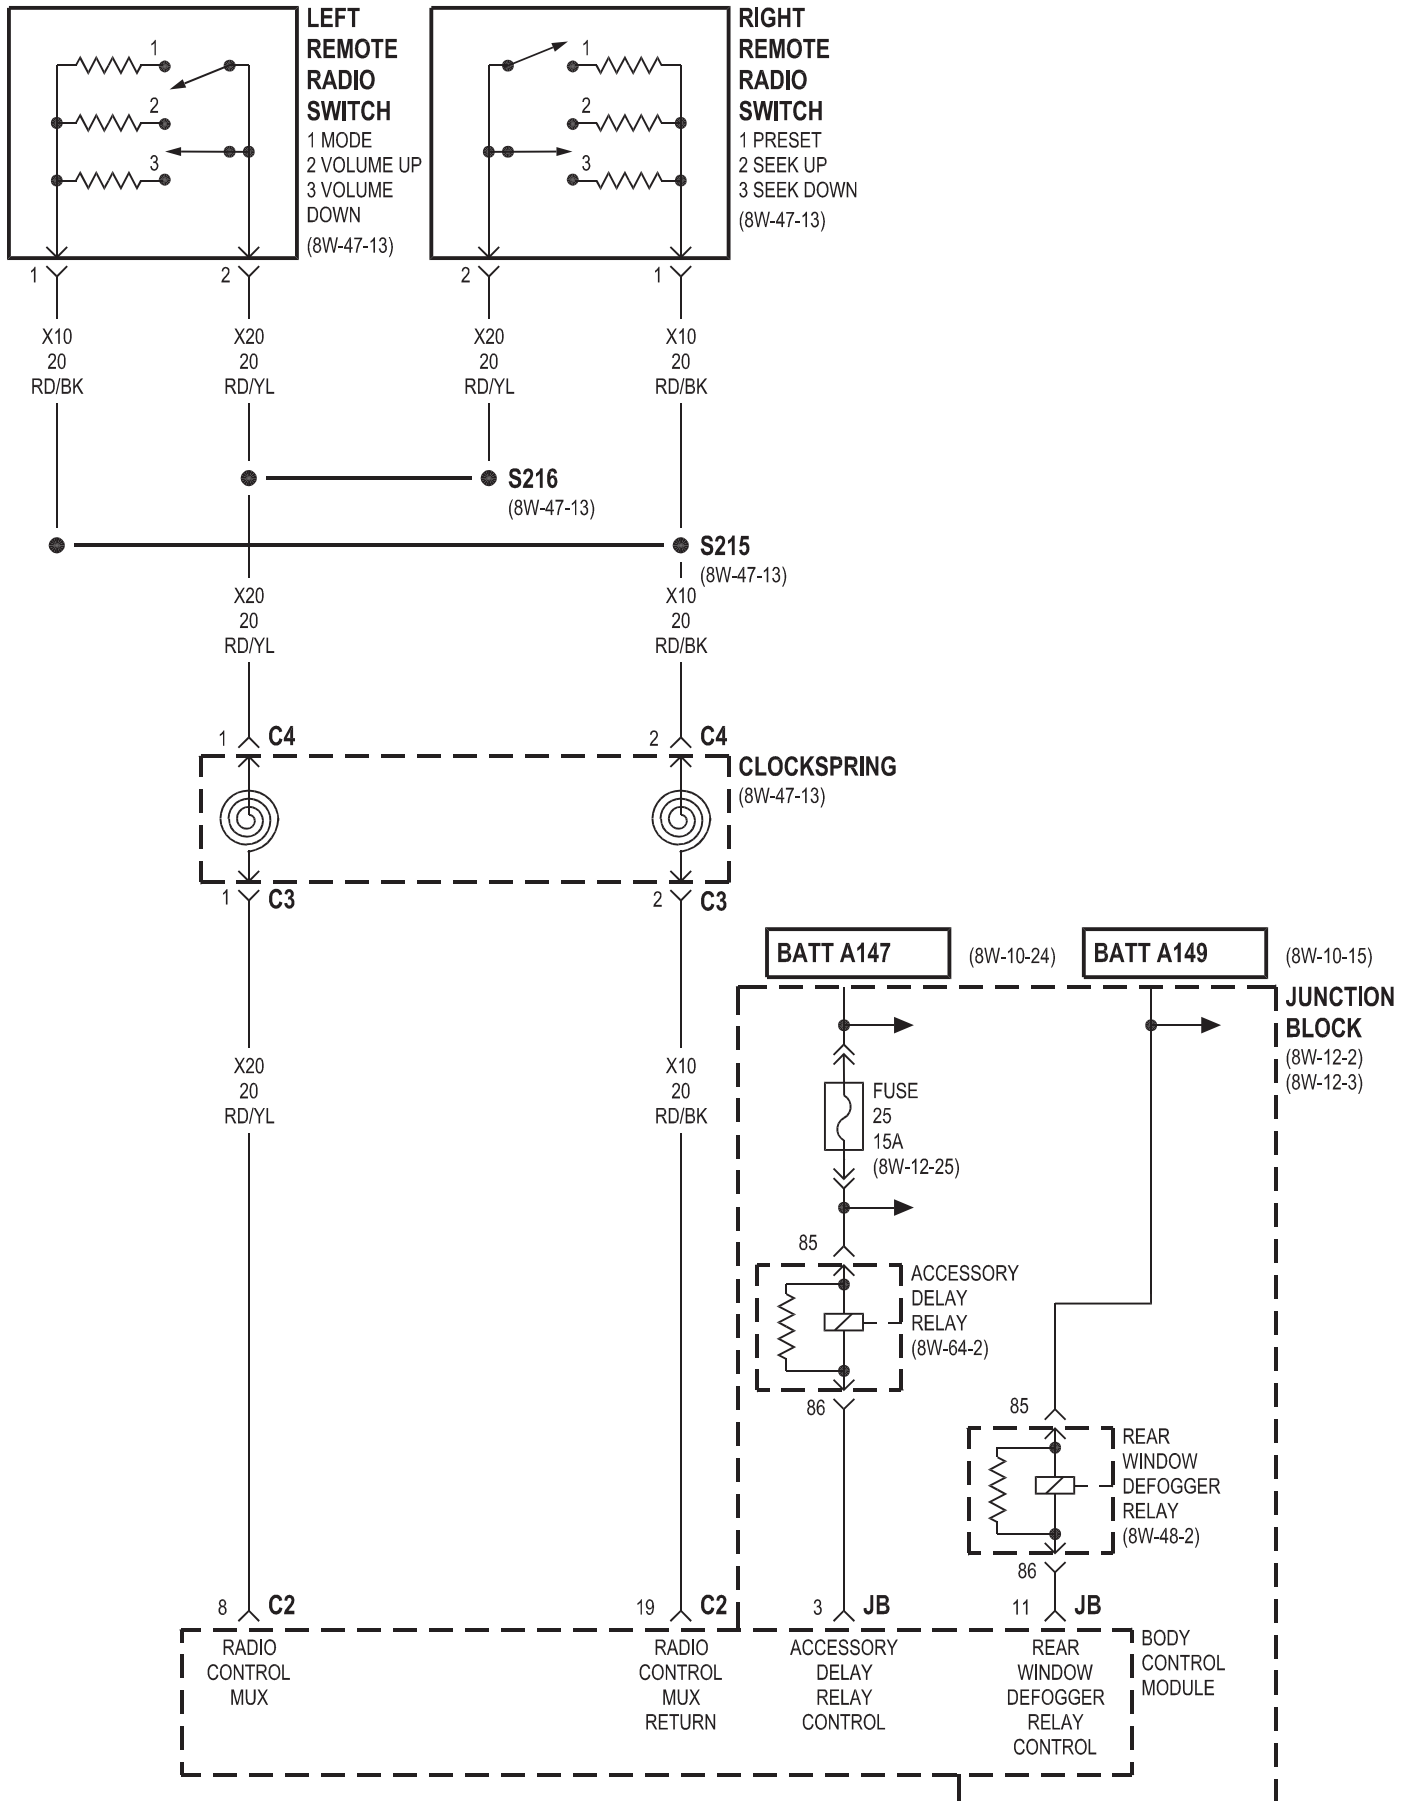 LEFT
REMOTE
RADIO
SWITCH
1 MODE
2 VOLUME UP
3 VOLUME
DOWN
(8W-47-13)
1
2
3
RIGHT
REMOTE
RADIO
SWITCH
1 PRESET
2 SEEK UP
3 SEEK DOWN
(8W-47-13)
1
2
3
1
2
2
1
X10
20
RD/BK
X20
20
RD/YL
X20
20
RD/YL
X10
20
RD/BK
S216
(8W-47-13)
S215
(8W-47-13)
X20
20
RD/YL
X10
20
RD/BK
1
C4
2
C4
CLOCKSPRING
(8W-47-13)
1
C3
2
C3
BATT A147
(8W-10-24)
BATT A149
(8W-10-15)
JUNCTION
BLOCK
(8W-12-2)
(8W-12-3)
X20
20
RD/YL
X10
20
RD/BK
FUSE
25
15A
(8W-12-25)
85
ACCESSORY
DELAY
RELAY
(8W-64-2)
86
85
REAR
WINDOW
DEFOGGER
RELAY
(8W-48-2)
86
8
C2
19
C2
3
JB
11
JB
RADIO
CONTROL
MUX
RADIO
CONTROL
MUX
RETURN
ACCESSORY
DELAY
RELAY
CONTROL
REAR
WINDOW
DEFOGGER
RELAY
CONTROL
BODY
CONTROL
MODULE